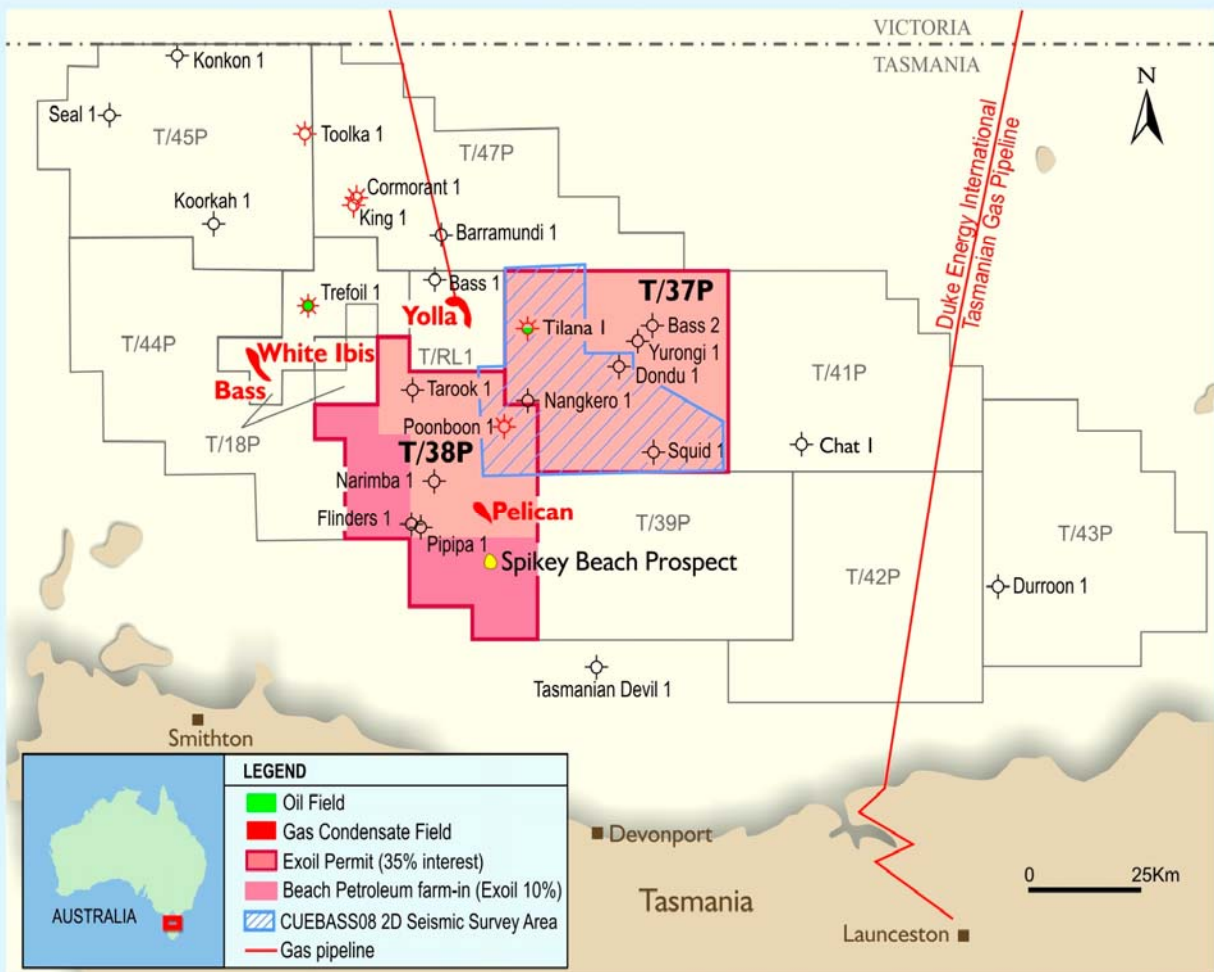 VICTORIA
TASMANIA
N
Konkon 1
Seal 1
T/45P
Toolka 1
T/47P
Koorkah 1
Cormorant 1
King 1
Barramundi 1
Duke Energy International
Tasmanian Gas Pipeline
Bass 1
Trefoil 1
Yolla
T/37P
Tilana 1
Bass 2
Yurongi 1
Dondu 1
T/44P
White Ibis
Bass
T/RL1
T/41P
Tarook 1
Nangkero 1
Poonboon 1
T/18P
T/38P
Squid 1
Chat 1
Narimba 1
Flinders 1
Pelican
Pipipa 1
T/39P
T/43P
Spikey Beach Prospect
T/42P
Durroon 1
Tasmanian Devil 1
Smithton
Devonport
Tasmania
Launceston
0 25Km
AUSTRALIA
LEGEND
Oil Field
Gas Condensate Field
Exoil Permit (35% interest)
Beach Petroleum farm-in (Exoil 10%)
CUEBASS08 2D Seismic Survey Area
Gas pipeline